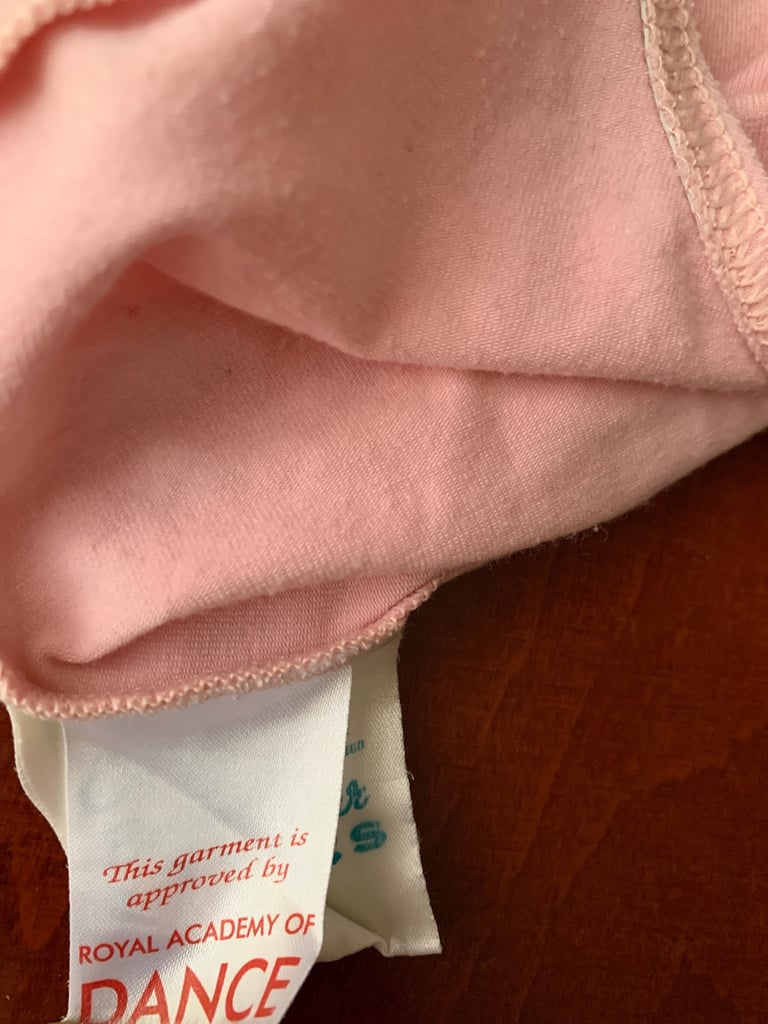 This garment is
approved by
ROYAL ACADEMY OF
DANCE